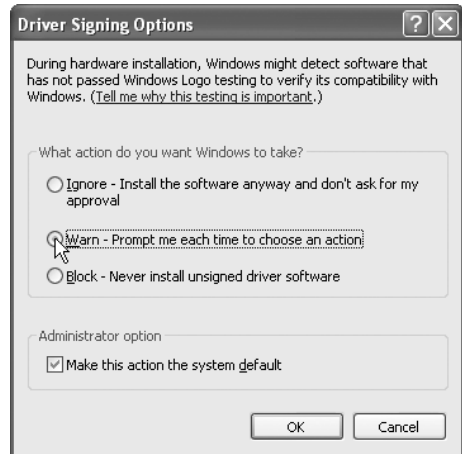 Driver Signing Options
During hardware installation, Windows might detect software that
has not passed Windows Logo testing to verify its compatibility with
Windows. (Tell me why this testing is important.)
What action do you want Windows to take?
Ignore - Install the software anyway and don't ask for my
approval
Warn - Prompt me each time to choose an action
Block - Never install unsigned driver software
Administrator option
Make this action the system default
OK Cancel